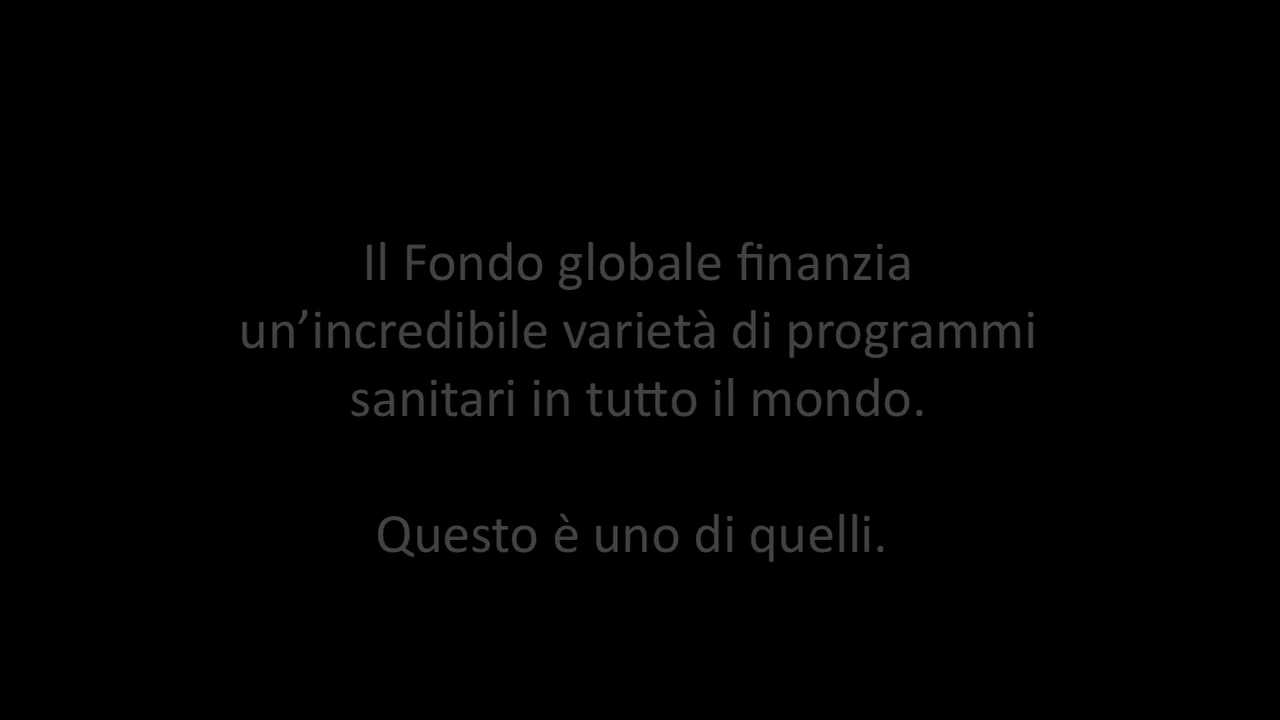 Il Fondo globale finanzia
un’incredibile varietà di programmi
sanitari in tutto il mondo.
Questo è uno di quelli.